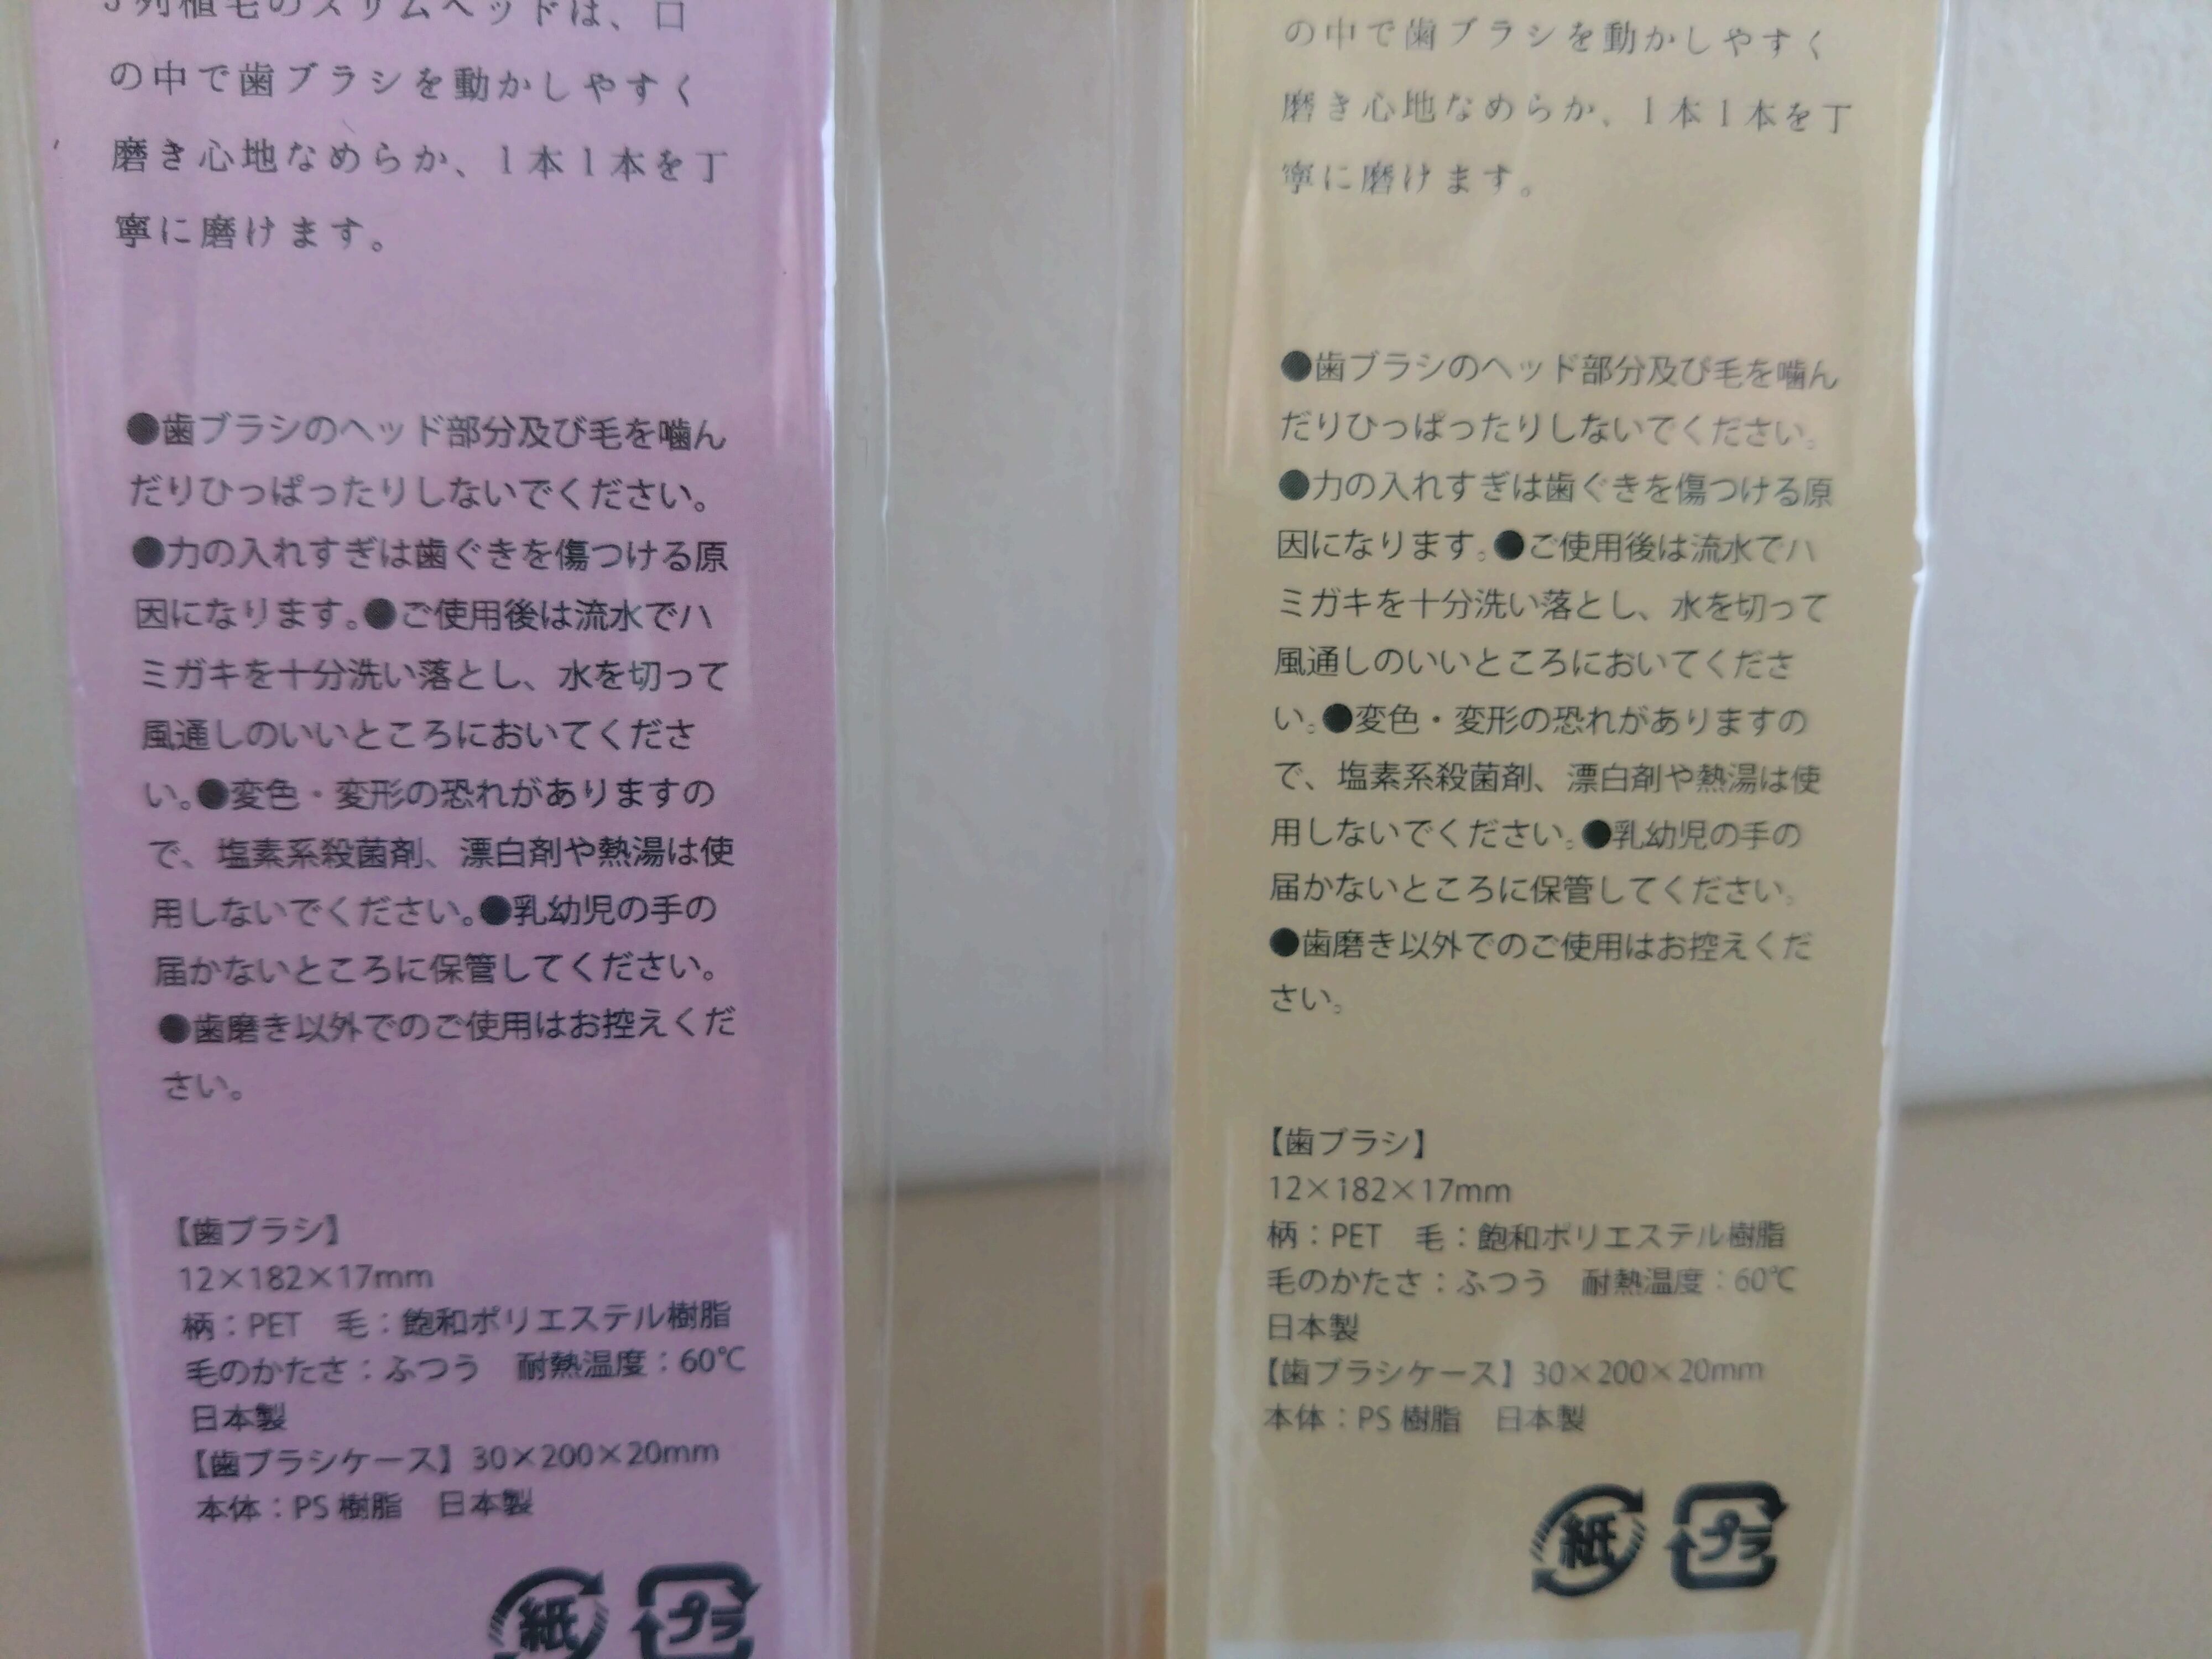 3列植毛のスリムヘッドは、口
の中で歯ブラシを動かしやすく
磨き心地なめらか、1本1本を丁
寧に磨けます。
●歯ブラシのヘッド部分及び毛を噛ん
だりひっぱったりしないでください。
●力の入れすぎは歯ぐきを傷つける原
因になります。●ご使用後は流水でハ
ミガキを十分洗い落とし、水を切って
風通しのいいところにおいてくださ
い。●変色・変形の恐れがありますの
で、塩素系殺菌剤、漂白剤や熱湯は使
用しないでください。●乳幼児の手の
届かないところに保管してください。
●歯磨き以外でのご使用はお控えくだ
さい。
【歯ブラシ】
12×182×17mm
柄：PET　毛：飽和ポリエステル樹脂
毛のかたさ：ふつう　耐熱温度：60℃
日本製
【歯ブラシケース】30×200×20mm
本体：PS 樹脂　日本製
紙 プラ
の中で歯ブラシを動かしやすく
磨き心地なめらか、1本1本を丁
寧に磨けます。
●歯ブラシのヘッド部分及び毛を噛ん
だりひっぱったりしないでください。
●力の入れすぎは歯ぐきを傷つける原
因になります。●ご使用後は流水でハ
ミガキを十分洗い落とし、水を切って
風通しのいいところにおいてくださ
い。●変色・変形の恐れがありますの
で、塩素系殺菌剤、漂白剤や熱湯は使
用しないでください。●乳幼児の手の
届かないところに保管してください。
●歯磨き以外でのご使用はお控えくだ
さい。
【歯ブラシ】
12×182×17mm
柄：PET　毛：飽和ポリエステル樹脂
毛のかたさ：ふつう　耐熱温度：60℃
日本製
【歯ブラシケース】30×200×20mm
本体：PS 樹脂　日本製
紙 プラ